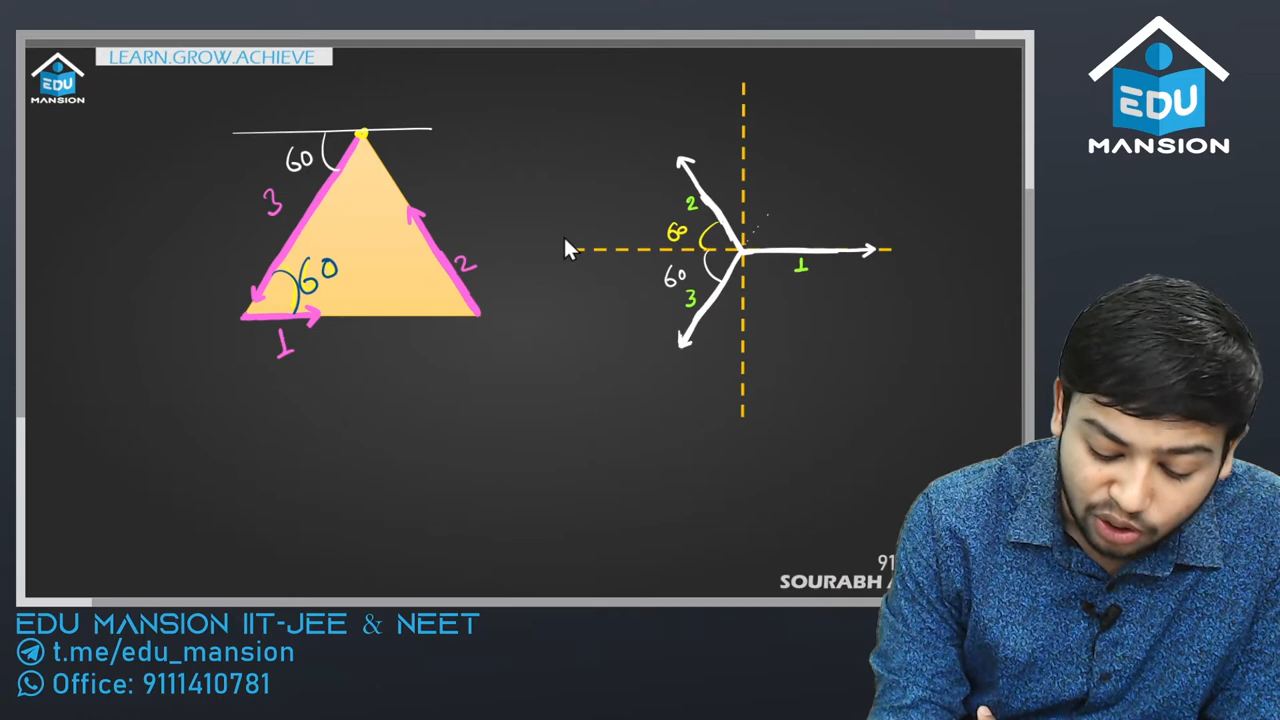 LEARN.GROW.ACHIEVE
EDU
MANSION
EDU
MANSION
60
3
60
2
1
2
60
60
3
1
91
SOURABH A
EDU MANSION IIT-JEE & NEET
t.me/edu_mansion
Office: 9111410781